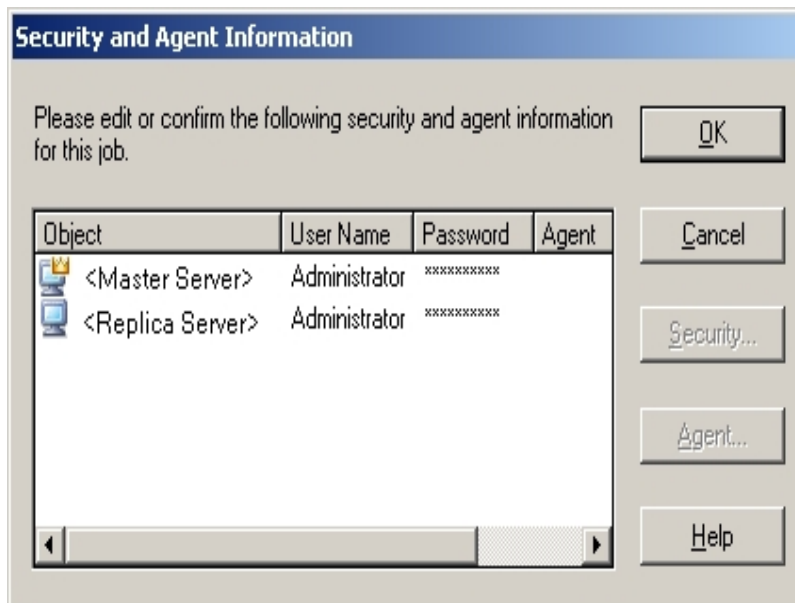 Security and Agent Information
Please edit or confirm the following security and agent information
for this job.
OK
Object User Name Password Agent
Cancel
<Master Server> Administrator **********
<Replica Server> Administrator **********
Security...
Agent...
Help